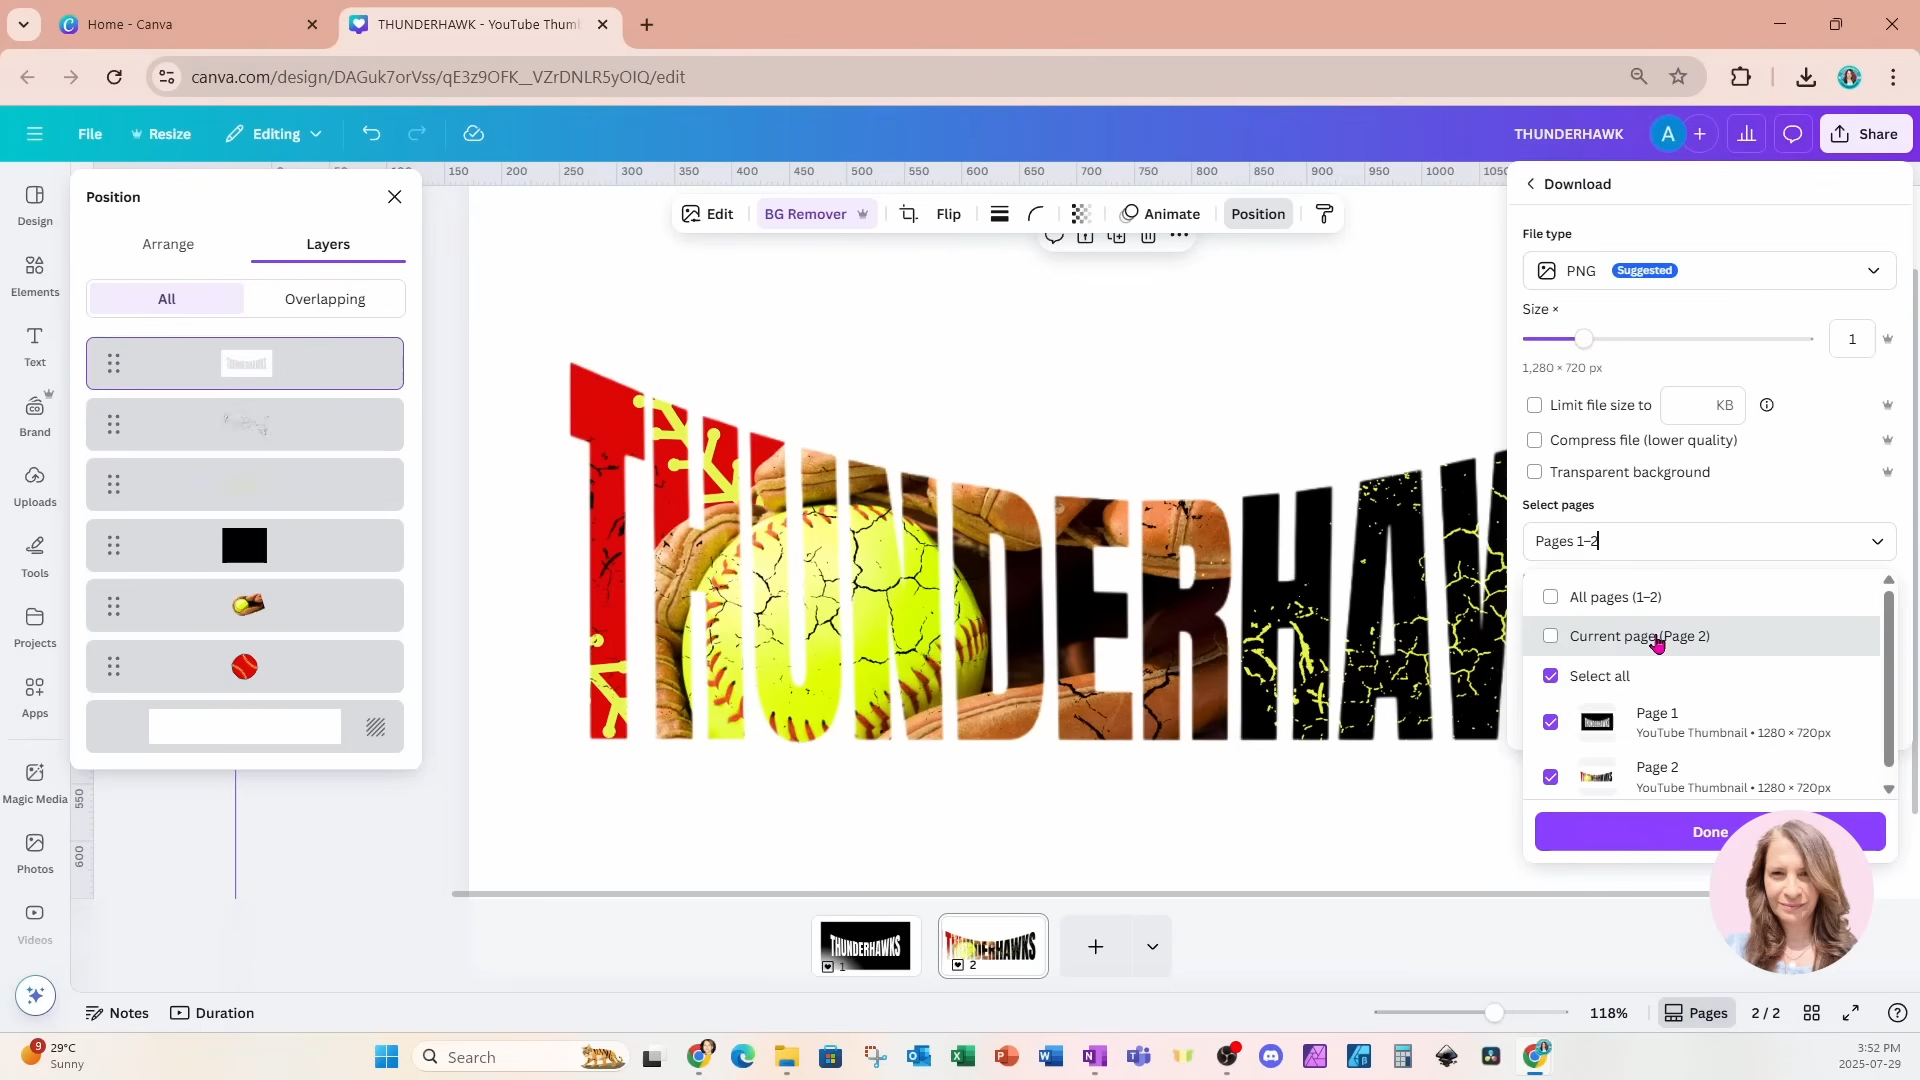 Home - Canva
THUNDERHAWK - YouTube Thum
canva.com/design/DAGuk7orVss/qE3z9OFK__VZrDNLR5yOIQ/edit
File
Resize
Editing
THUNDERHAWK
A
Share
150 200 250 300 350 400 450 500 550 600 650 700 750 800 850 900 950 1000 1050
Position
Arrange
Layers
All
Overlapping
Design
Elements
Text
Brand
Uploads
Tools
Projects
Apps
Magic Media
Photos
Videos
Edit
BG Remover
Flip
Animate
Position
THUNDERHAW
550
600
Download
File type
PNG
Suggested
Size ×
1
1,280 × 720 px
Limit file size to
KB
Compress file (lower quality)
Transparent background
Select pages
Pages 1–2
All pages (1–2)
Current page (Page 2)
Select all
Page 1
YouTube Thumbnail • 1280 × 720px
Page 2
YouTube Thumbnail • 1280 × 720px
Done
THUNDERHAWKS
1
THUNDERHAWKS
2
Notes
Duration
118%
Pages
2 / 2
9
29°C
Sunny
Search
3:52 PM
2025-07-29